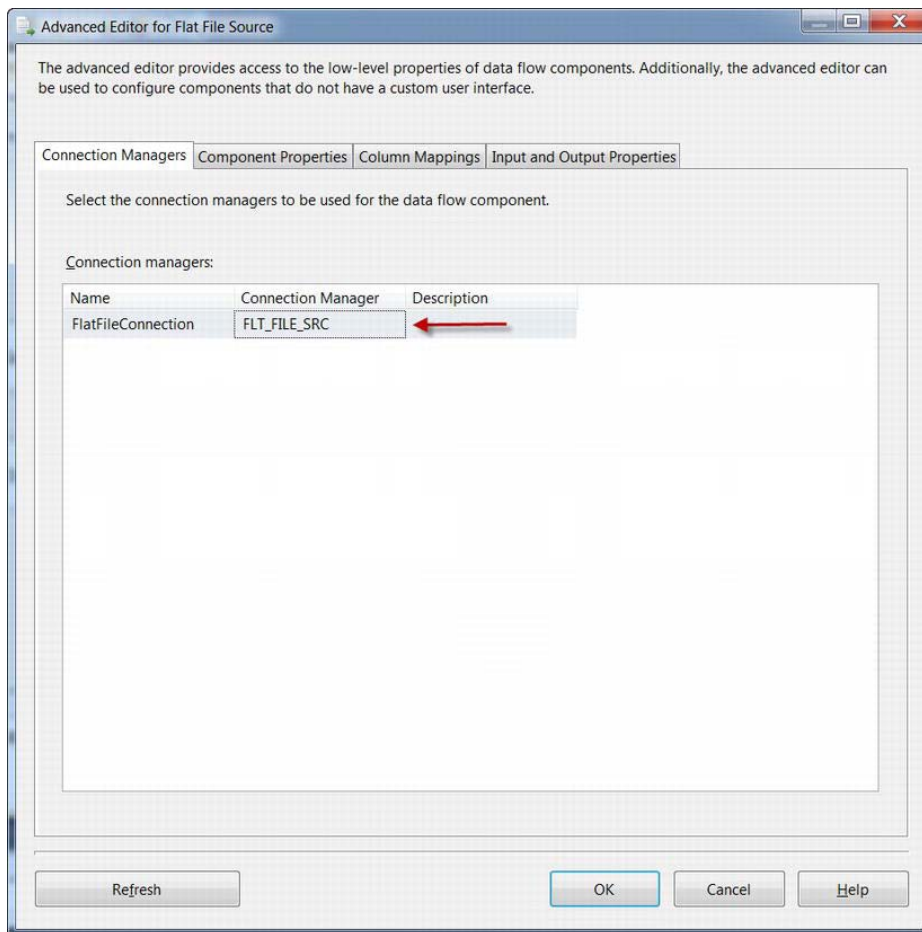 Advanced Editor for Flat File Source
The advanced editor provides access to the low-level properties of data flow components. Additionally, the advanced editor can
be used to configure components that do not have a custom user interface.
Connection Managers Component Properties Column Mappings Input and Output Properties
Select the connection managers to be used for the data flow component.
Connection managers:
Name Connection Manager Description
FlatFileConnection FLT_FILE_SRC
Refresh OK Cancel Help